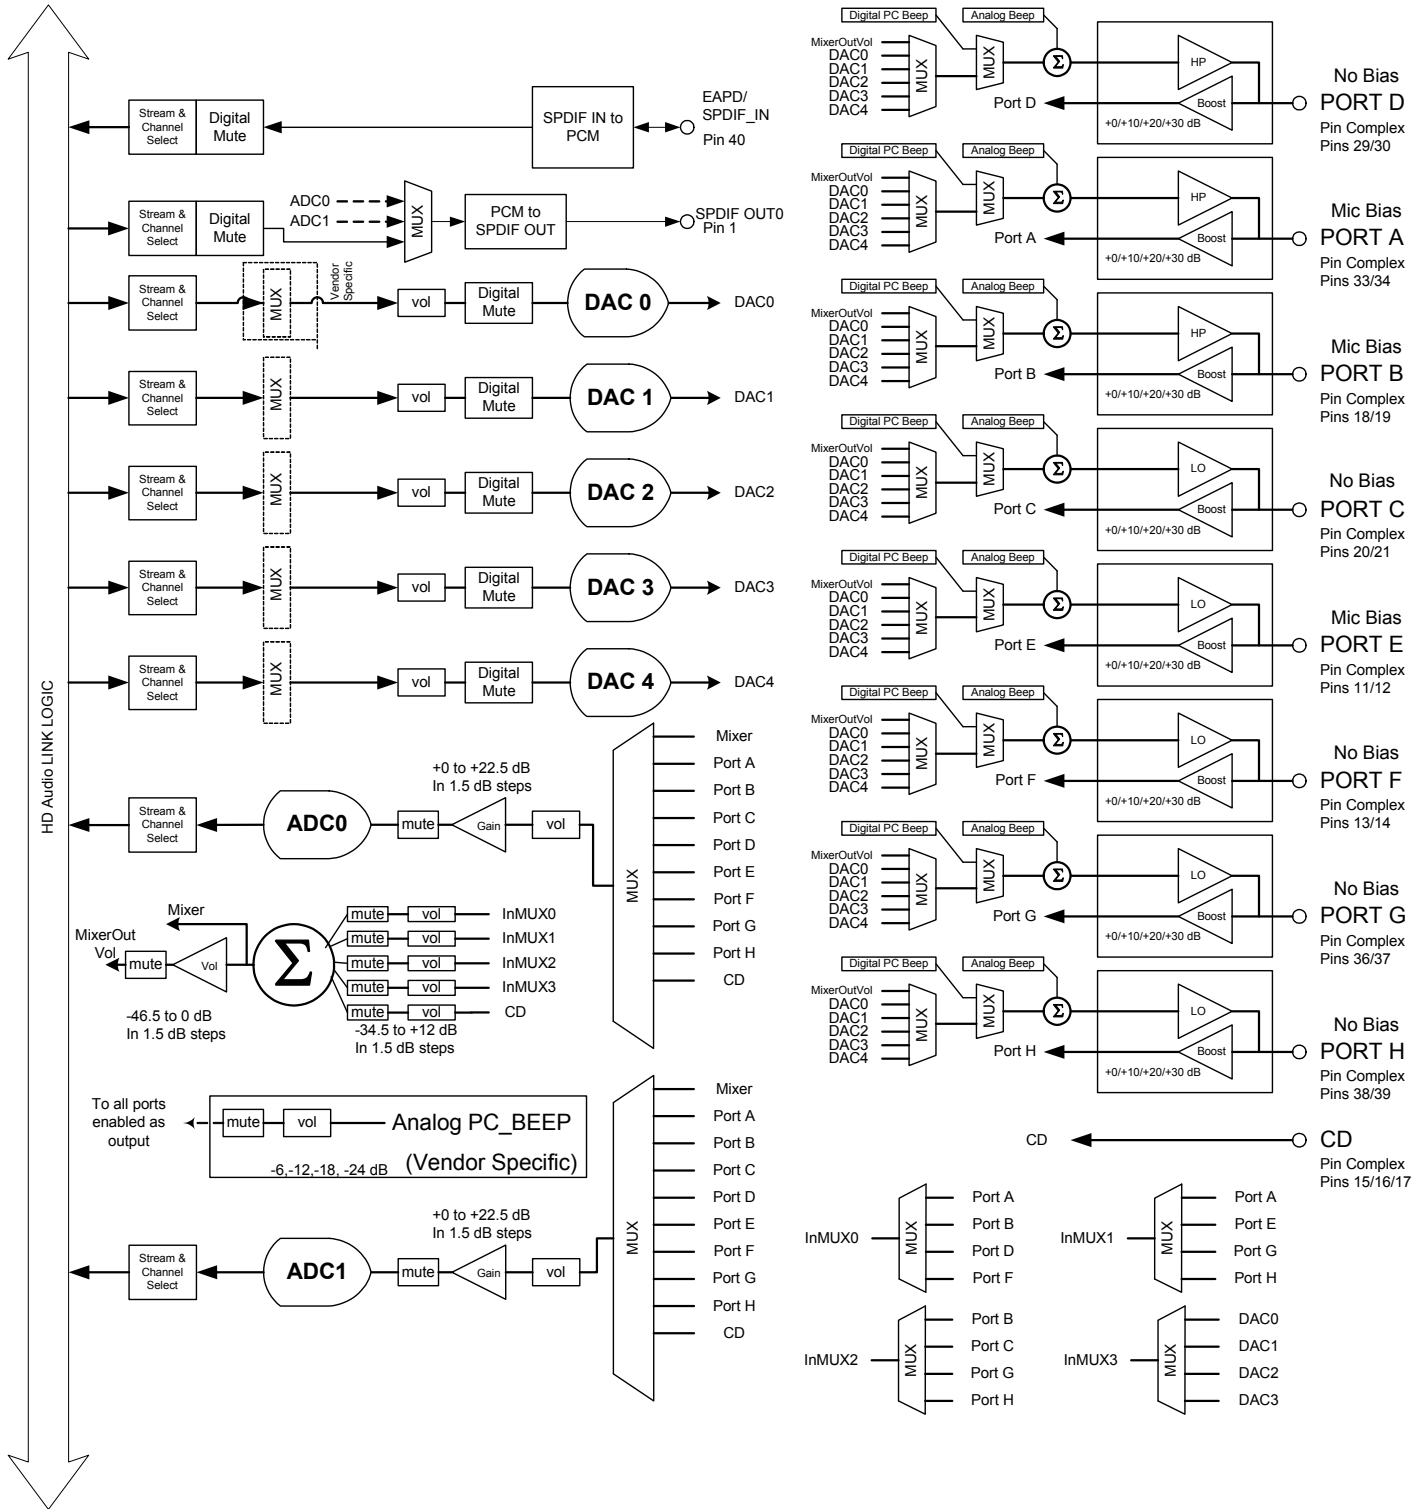 HD Audio LINK LOGIC
Stream &
Channel
Select
Digital
Mute
SPDIF IN to
PCM
EAPD/
SPDIF_IN
Pin 40
Stream &
Channel
Select
Digital
Mute
ADC0
ADC1
MUX
PCM to
SPDIF OUT
SPDIF OUT0
Pin 1
Stream &
Channel
Select
MUX
Vendor
Specific
vol
Digital
Mute
DAC 0
DAC0
Stream &
Channel
Select
MUX
vol
Digital
Mute
DAC 1
DAC1
Stream &
Channel
Select
MUX
vol
Digital
Mute
DAC 2
DAC2
Stream &
Channel
Select
MUX
vol
Digital
Mute
DAC 3
DAC3
Stream &
Channel
Select
MUX
vol
Digital
Mute
DAC 4
DAC4
Stream &
Channel
Select
ADC0
mute
Gain
+0 to +22.5 dB
In 1.5 dB steps
vol
MUX
Mixer
Port A
Port B
Port C
Port D
Port E
Port F
Port G
Port H
CD
Mixer
MixerOut
Vol
mute
Vol
-46.5 to 0 dB
In 1.5 dB steps
Σ
mute vol InMUX0
mute vol InMUX1
mute vol InMUX2
mute vol InMUX3
mute vol CD
-34.5 to +12 dB
In 1.5 dB steps
To all ports
enabled as
output
mute
vol
Analog PC_BEEP
(Vendor Specific)
-6,-12,-18, -24 dB
Stream &
Channel
Select
ADC1
mute
Gain
+0 to +22.5 dB
In 1.5 dB steps
vol
MUX
Mixer
Port A
Port B
Port C
Port D
Port E
Port F
Port G
Port H
CD
Digital PC Beep
Analog Beep
MixerOutVol
DAC0
DAC1
DAC2
DAC3
DAC4
MUX
MUX
Σ
HP
Port D
Boost
+0/+10/+20/+30 dB
No Bias
PORT D
Pin Complex
Pins 29/30
Digital PC Beep
Analog Beep
MixerOutVol
DAC0
DAC1
DAC2
DAC3
DAC4
MUX
MUX
Σ
HP
Port A
Boost
+0/+10/+20/+30 dB
Mic Bias
PORT A
Pin Complex
Pins 33/34
Digital PC Beep
Analog Beep
MixerOutVol
DAC0
DAC1
DAC2
DAC3
DAC4
MUX
MUX
Σ
HP
Port B
Boost
+0/+10/+20/+30 dB
Mic Bias
PORT B
Pin Complex
Pins 18/19
Digital PC Beep
Analog Beep
MixerOutVol
DAC0
DAC1
DAC2
DAC3
DAC4
MUX
MUX
Σ
LO
Port C
Boost
+0/+10/+20/+30 dB
No Bias
PORT C
Pin Complex
Pins 20/21
Digital PC Beep
Analog Beep
MixerOutVol
DAC0
DAC1
DAC2
DAC3
DAC4
MUX
MUX
Σ
LO
Port E
Boost
+0/+10/+20/+30 dB
Mic Bias
PORT E
Pin Complex
Pins 11/12
Digital PC Beep
Analog Beep
MixerOutVol
DAC0
DAC1
DAC2
DAC3
DAC4
MUX
MUX
Σ
LO
Port F
Boost
+0/+10/+20/+30 dB
No Bias
PORT F
Pin Complex
Pins 13/14
Digital PC Beep
Analog Beep
MixerOutVol
DAC0
DAC1
DAC2
DAC3
DAC4
MUX
MUX
Σ
LO
Port G
Boost
+0/+10/+20/+30 dB
No Bias
PORT G
Pin Complex
Pins 36/37
Digital PC Beep
Analog Beep
MixerOutVol
DAC0
DAC1
DAC2
DAC3
DAC4
MUX
MUX
Σ
LO
Port H
Boost
+0/+10/+20/+30 dB
No Bias
PORT H
Pin Complex
Pins 38/39
CD
CD
Pin Complex
Pins 15/16/17
InMUX0
MUX
Port A
Port B
Port D
Port F
InMUX1
MUX
Port A
Port E
Port G
Port H
InMUX2
MUX
Port B
Port C
Port G
Port H
InMUX3
MUX
DAC0
DAC1
DAC2
DAC3